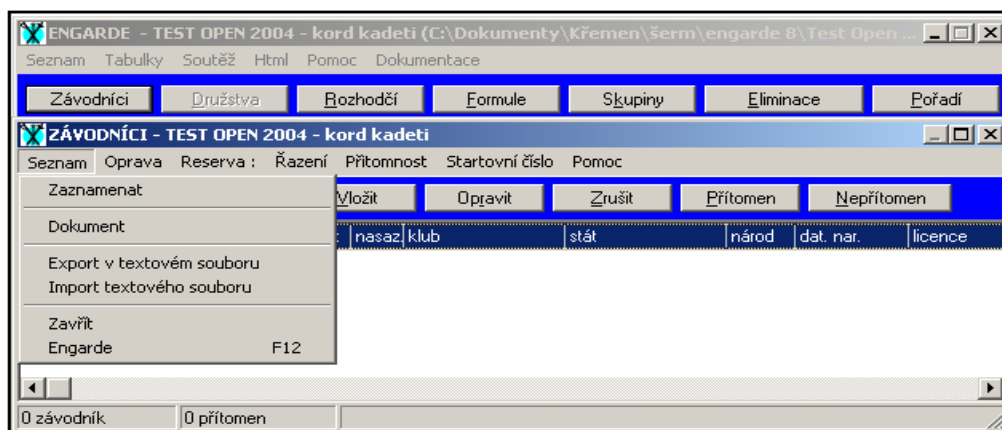 ENGARDE - TEST OPEN 2004 - kord kadeti (C:\Dokumenty\Křemen\šerm\engarde 8\Test Open ...
Seznam Tabulky Soutěž Html Pomoc Dokumentace
Závodníci Družstva Rozhodčí Formule Skupiny Eliminace Pořadí
ZÁVODNÍCI - TEST OPEN 2004 - kord kadeti
Seznam Oprava Reserva : Řazení Přítomnost Startovní číslo Pomoc
Vložit Opravit Zrušit Přítomen Nepřítomen
nasaz. klub stát národ dat. nar. licence
Zaznamenat
Dokument
Export v textovém souboru
Import textového souboru
Zavřít
Engarde F12
0 závodník 0 přítomen